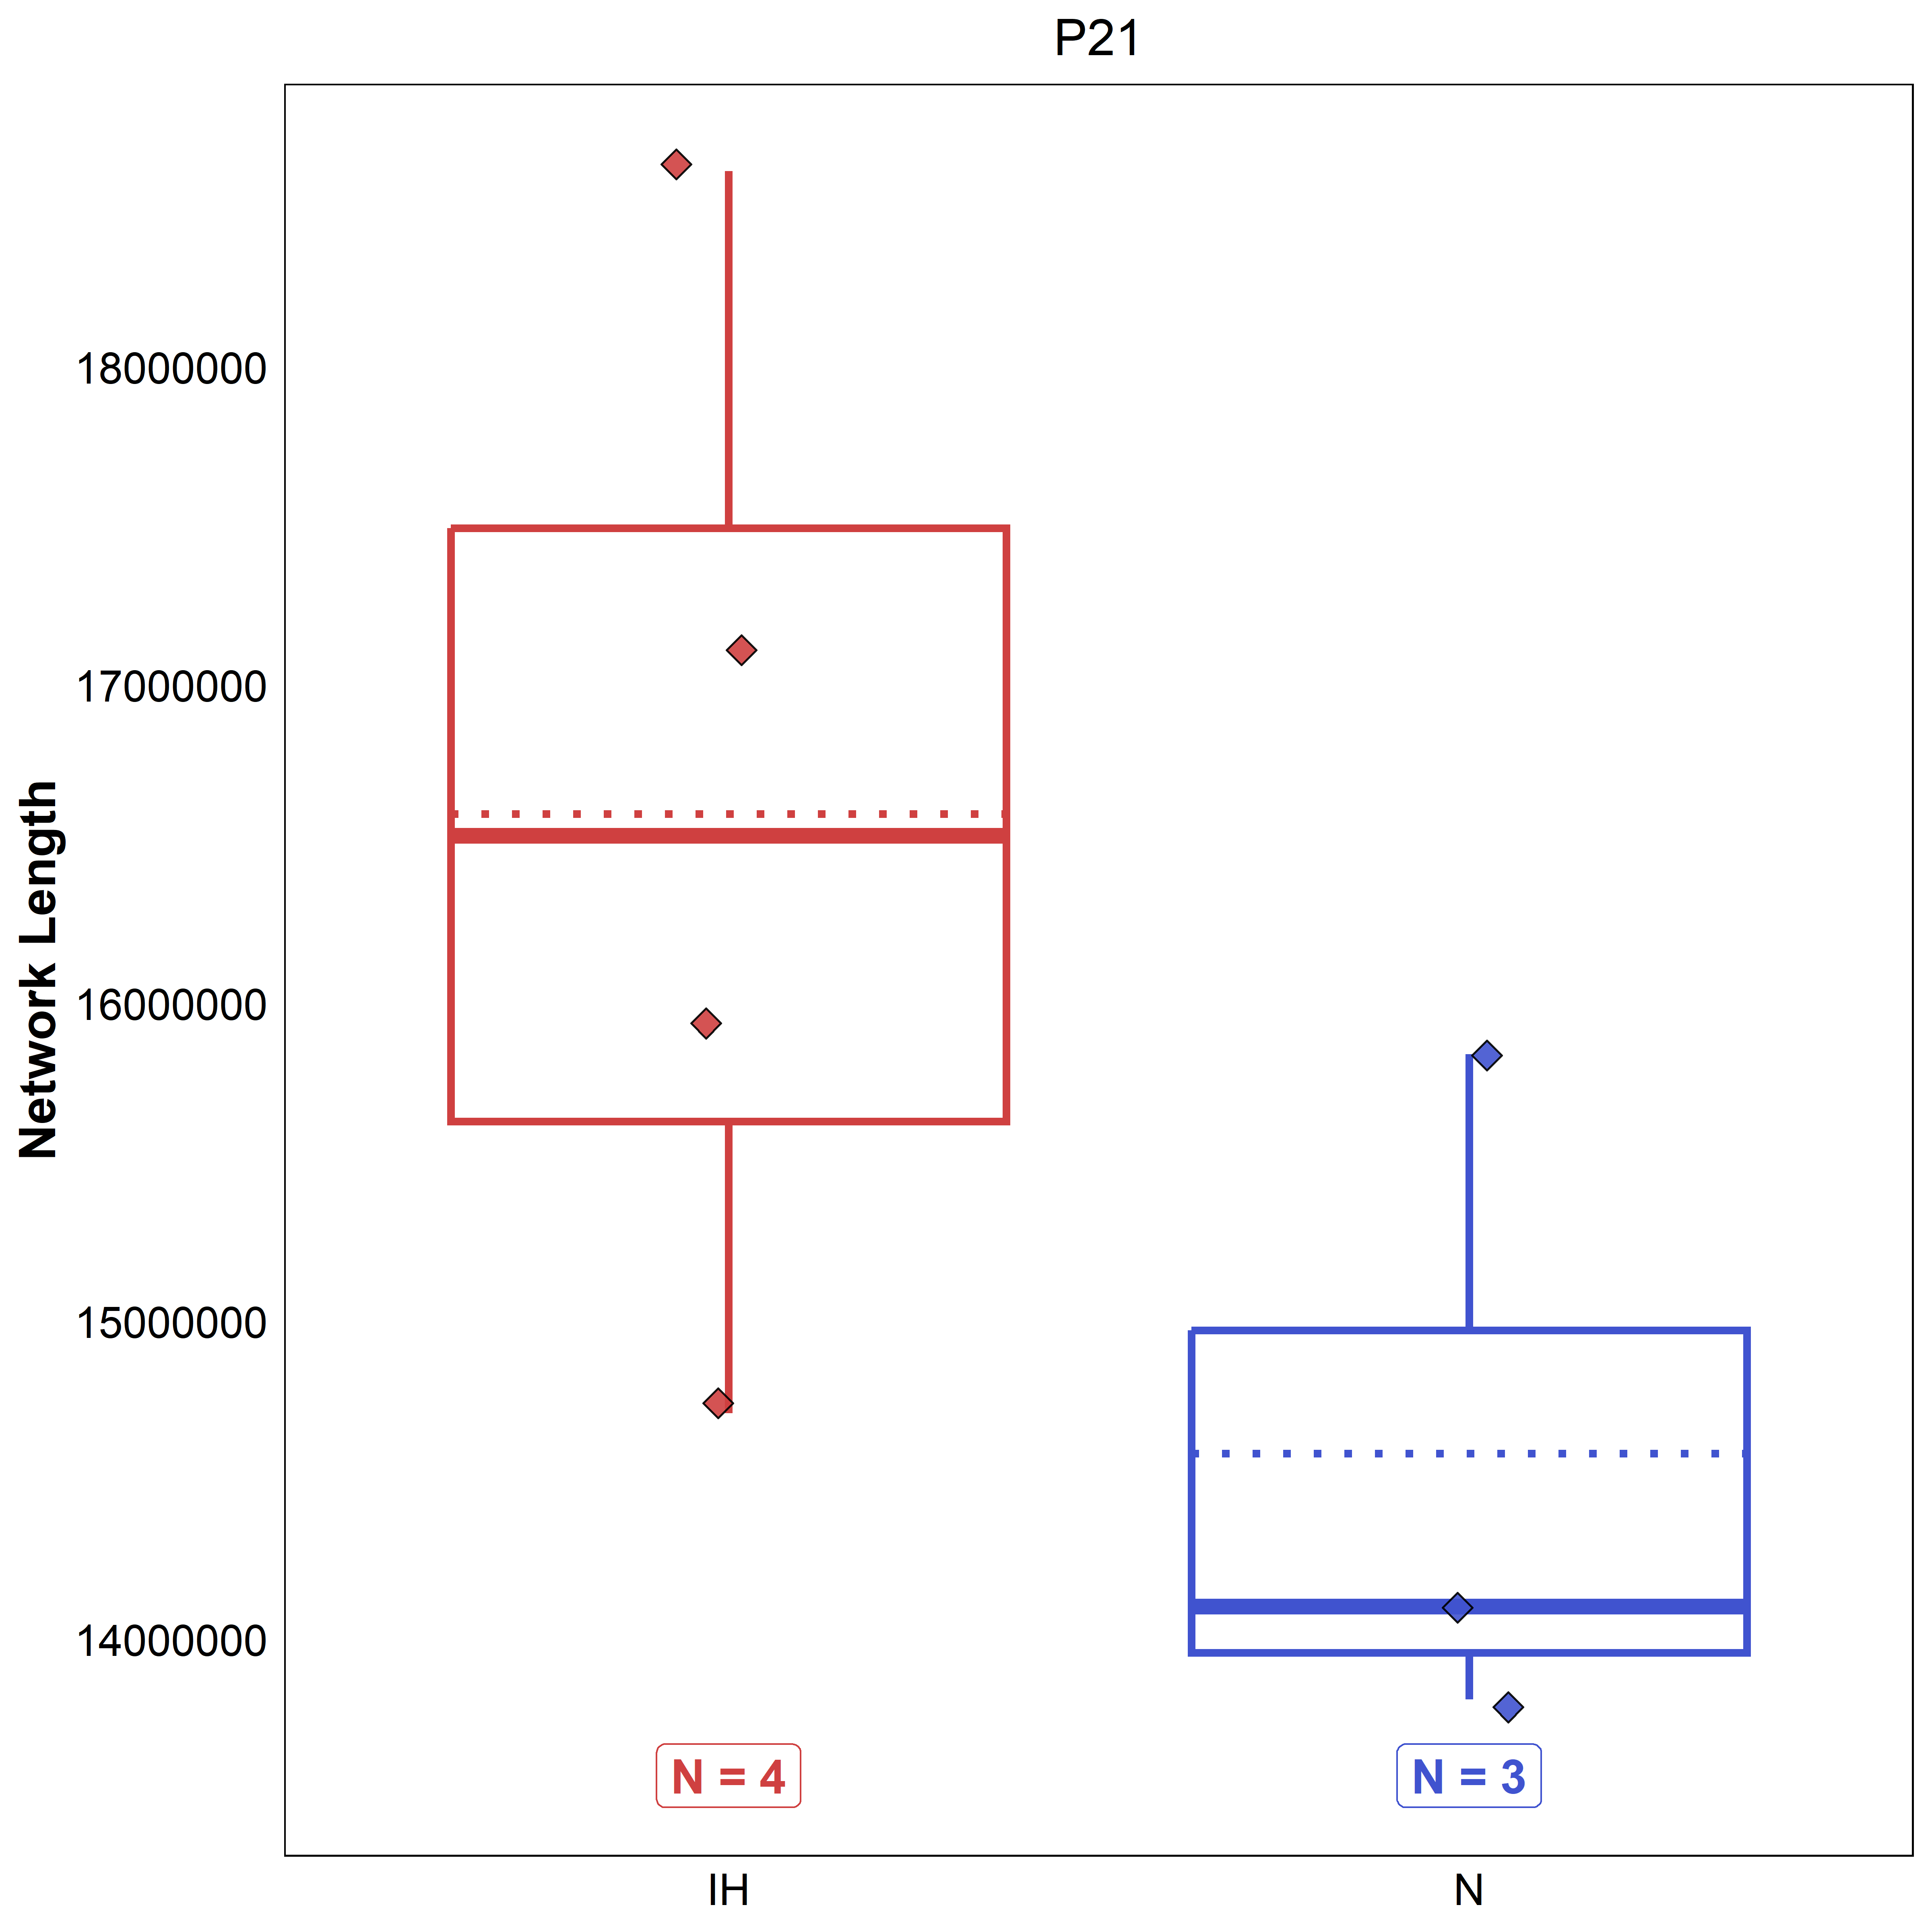 P21
Network Length
18000000
17000000
16000000
15000000
14000000
N = 4
N = 3
IH
N